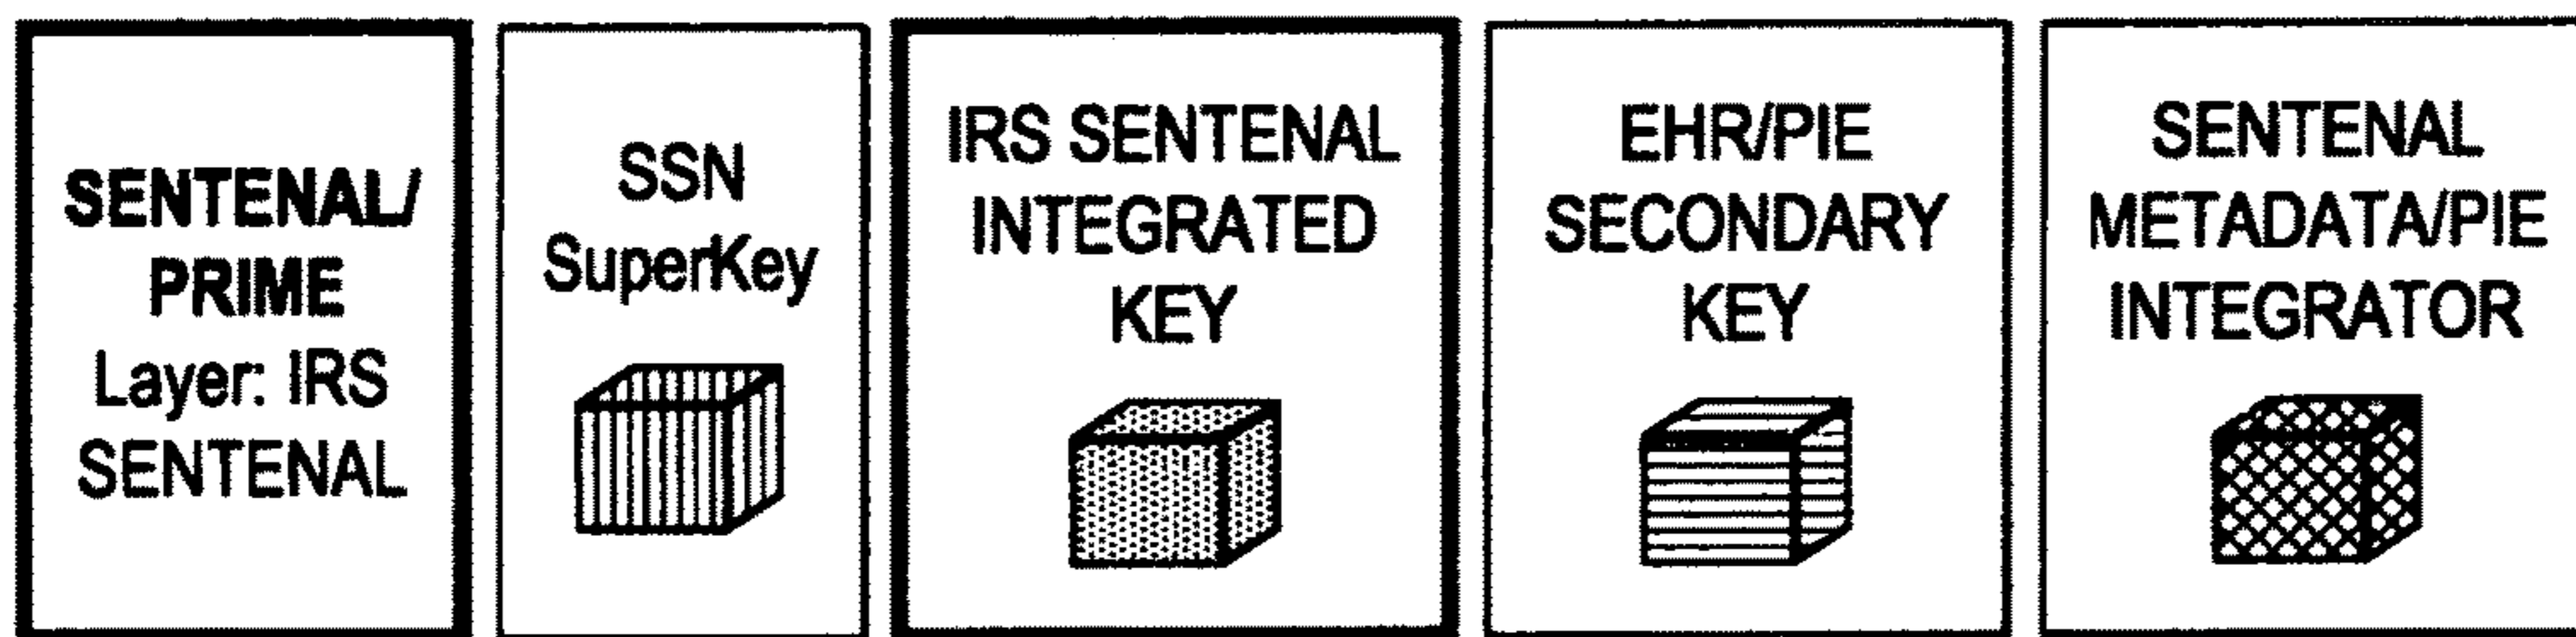 SENTENAL/
PRIME
Layer: IRS
SENTENAL
SSN
SuperKey
IRS SENTENAL
INTEGRATED
KEY
EHR/PIE
SECONDARY
KEY
SENTENAL
METADATA/PIE
INTEGRATOR